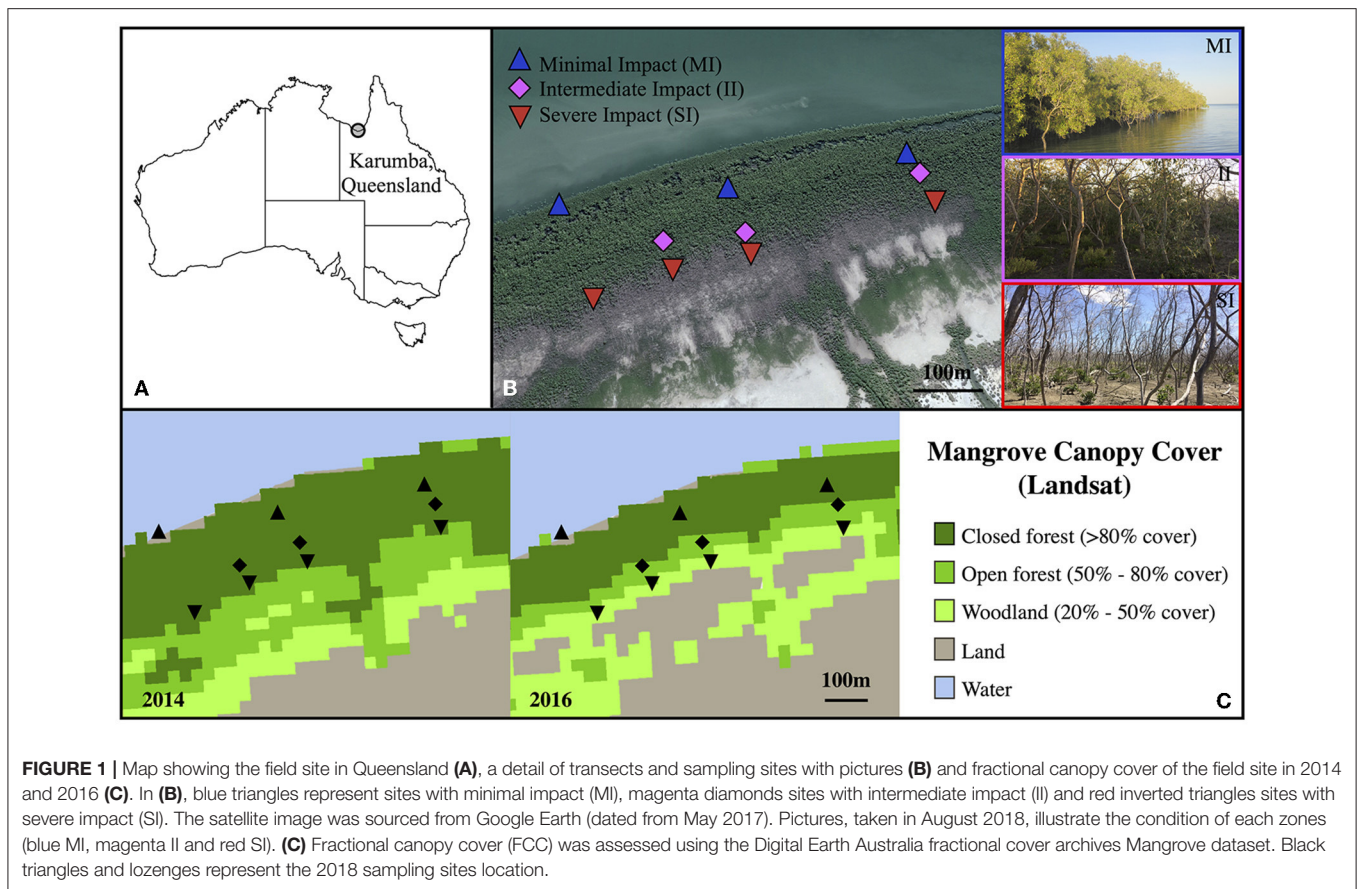 Karumba,
Queensland
A
Minimal Impact (MI)
Intermediate Impact (II)
Severe Impact (SI)
100m
B
MI
II
SI
2014
2016
100m
Mangrove Canopy Cover
(Landsat)
Closed forest (>80% cover)
Open forest (50% - 80% cover)
Woodland (20% - 50% cover)
Land
Water
C
FIGURE 1 | Map showing the field site in Queensland (A), a detail of transects and sampling sites with pictures (B) and fractional canopy cover of the field site in 2014
and 2016 (C). In (B), blue triangles represent sites with minimal impact (MI), magenta diamonds sites with intermediate impact (II) and red inverted triangles sites with
severe impact (SI). The satellite image was sourced from Google Earth (dated from May 2017). Pictures, taken in August 2018, illustrate the condition of each zones
(blue MI, magenta II and red SI). (C) Fractional canopy cover (FCC) was assessed using the Digital Earth Australia fractional cover archives Mangrove dataset. Black
triangles and lozenges represent the 2018 sampling sites location.